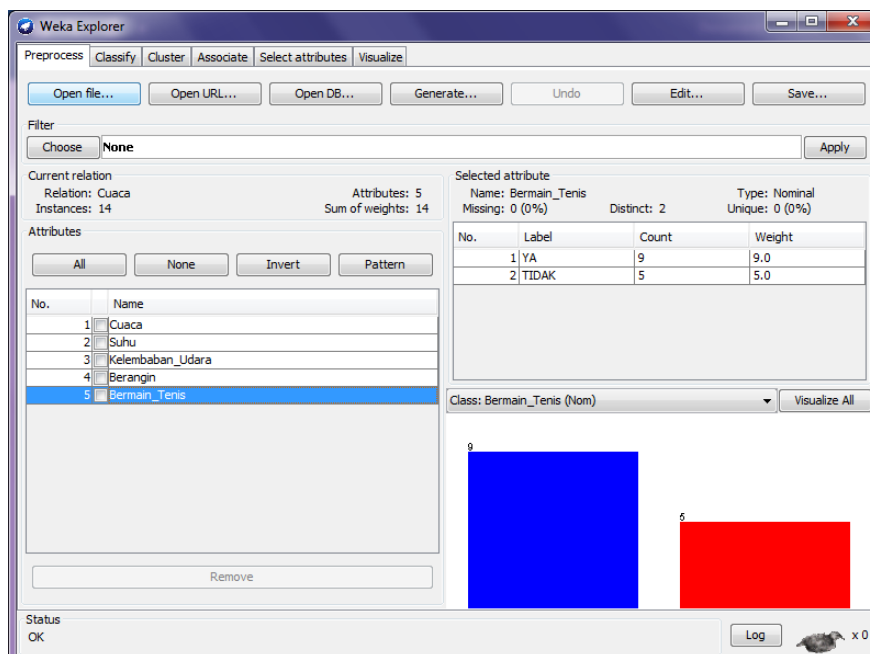 Weka Explorer
Preprocess Classify Cluster Associate Select attributes Visualize
Open file... Open URL... Open DB... Generate... Undo Edit... Save...
Filter
Choose None Apply
Current relation
Relation: Cuaca Attributes: 5
Instances: 14 Sum of weights: 14
Attributes
All None Invert Pattern
No. Name
1 Cuaca
2 Suhu
3 Kelembaban_Udara
4 Berangin
5 Bermain_Tenis
Remove
Selected attribute
Name: Bermain_Tenis Type: Nominal
Missing: 0 (0%) Distinct: 2 Unique: 0 (0%)
No. Label Count Weight
1 YA 9 9.0
2 TIDAK 5 5.0
Class: Bermain_Tenis (Nom) Visualize All
9
5
Status
OK
Log x 0